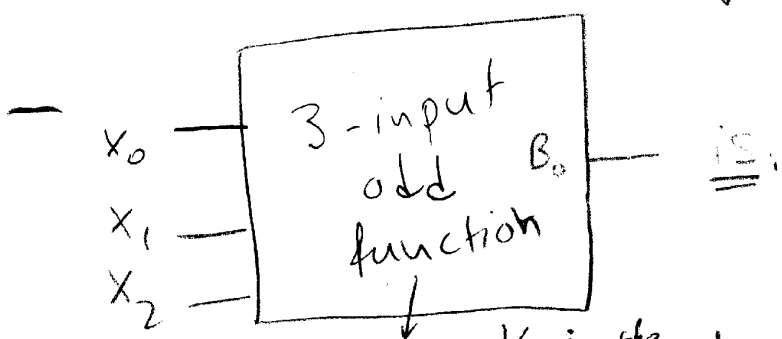 X₀ 3-input
odd B₀ is.
X₁ function
X₂